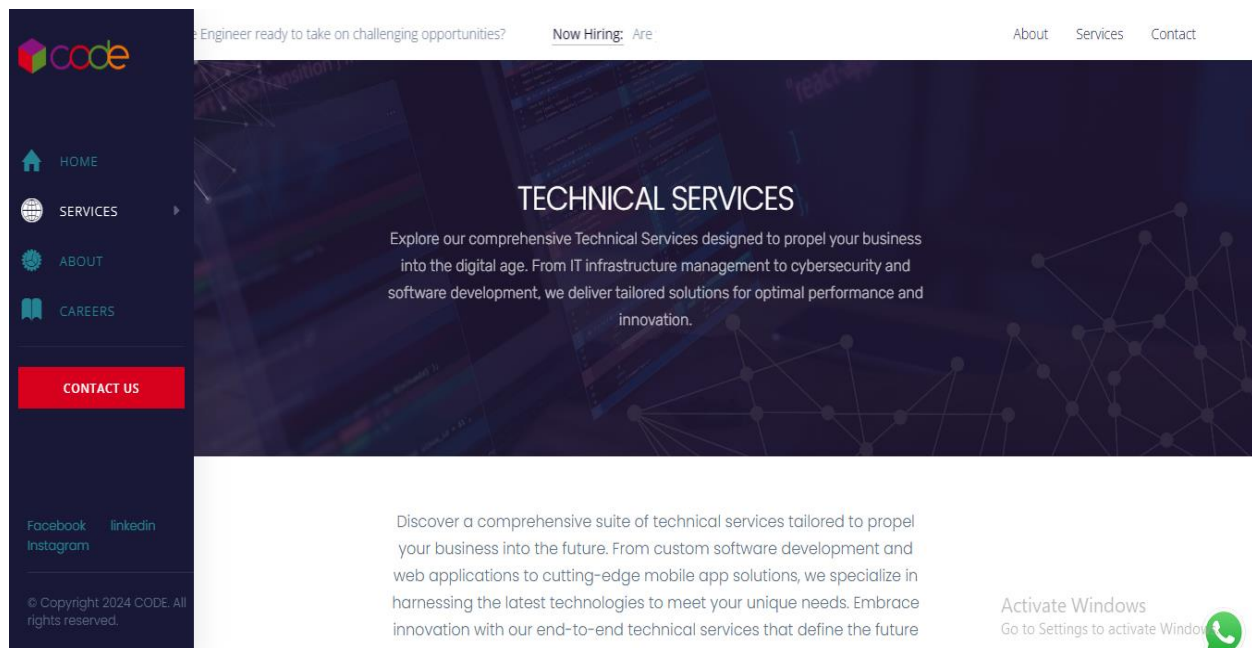 code
Engineer ready to take on challenging opportunities? Now Hiring: Are
About Services Contact
HOME
SERVICES
ABOUT
CAREERS
CONTACT US
Facebook linkedin
Instagram
© Copyright 2024 CODE. All
rights reserved.
"react-app"
TECHNICAL SERVICES
Explore our comprehensive Technical Services designed to propel your business
into the digital age. From IT infrastructure management to cybersecurity and
software development, we deliver tailored solutions for optimal performance and
innovation.
Discover a comprehensive suite of technical services tailored to propel
your business into the future. From custom software development and
web applications to cutting-edge mobile app solutions, we specialize in
harnessing the latest technologies to meet your unique needs. Embrace
innovation with our end-to-end technical services that define the future
Activate Windows
Go to Settings to activate Window